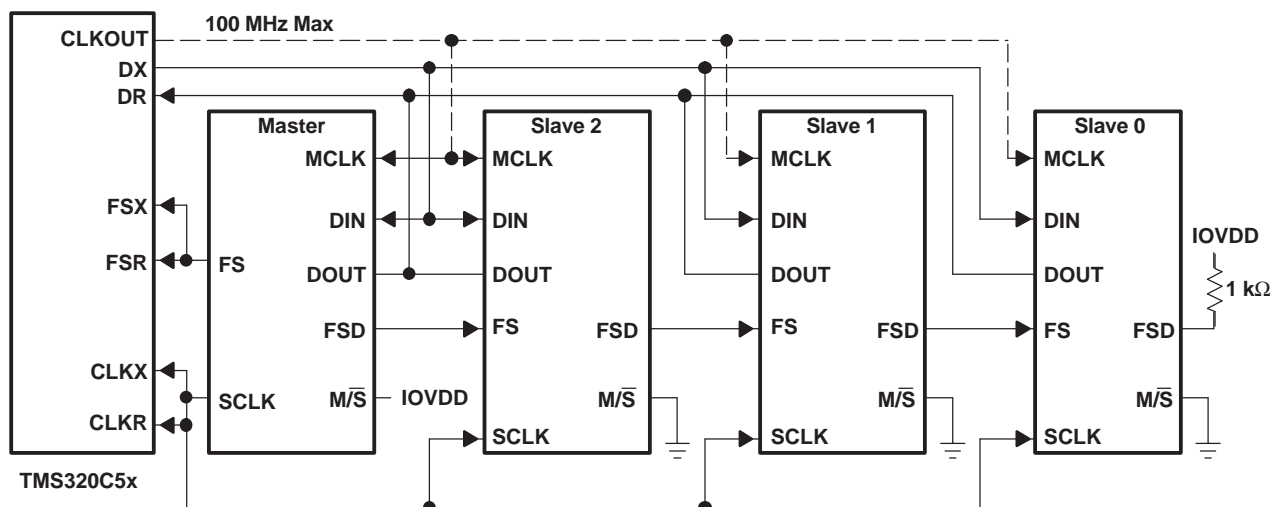 100 MHz Max
CLKOUT
DX
DR
FSX
FSR
CLKX
CLKR
TMS320C5x
Master
MCLK
DIN
DOUT
FS
FSD
M/S̅
IOVDD
SCLK
Slave 2
MCLK
DIN
DOUT
FS
FSD
M/S̅
SCLK
Slave 1
MCLK
DIN
DOUT
FS
FSD
M/S̅
SCLK
Slave 0
MCLK
DIN
DOUT
FS
FSD
M/S̅
SCLK
IOVDD
1 kΩ